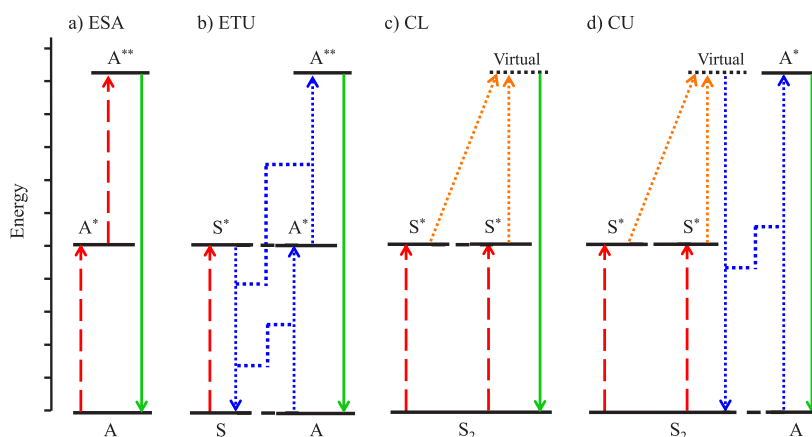 a) ESA b) ETU c) CL d) CU
A** A** Virtual Virtual A*
Energy
A* S* A* S* S* S* S*
A S A S₂ S₂ A